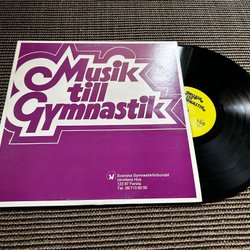 Musik
till
Gymnastik
Svenska Gymnastikförbundet
Idrottens Hus
123 87 Farsta
Tel. 08/713 60 00